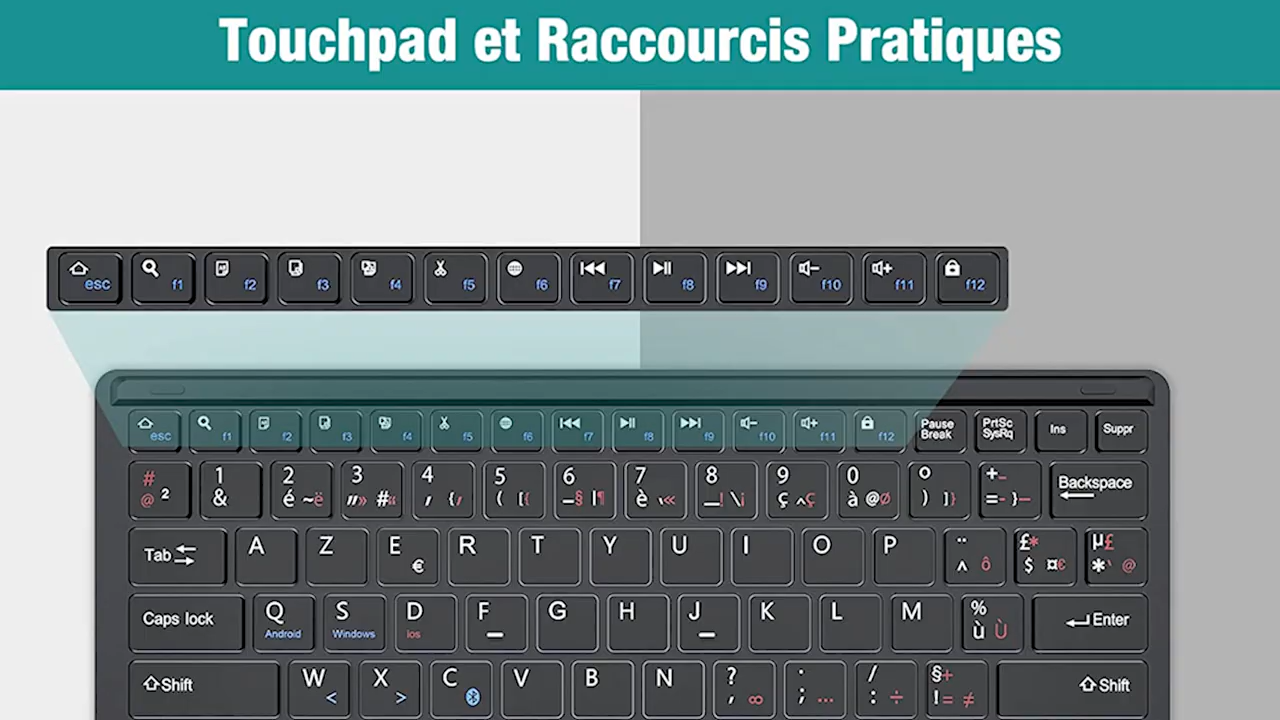 Touchpad et Raccourcis Pratiques
esc f1 f2 f3 f4 f5 f6 f7 f8 f9 f10 f11 f12
esc f1 f2 f3 f4 f5 f6 f7 f8 f9 f10 f11 f12 Pause Break PrtSc SysRq Ins Suppr
# @ 2 1 & 2 é ~ ë 3 " » # « 4 ' { 5 ( [ { 6 – § | ¶ 7 è ` « 8 _ ! \ ¡ 9 ç ^ Ç 0 à @ Ø ° ) ] } + – = - } — Backspace
Tab A Z E € R T Y U I O P ¨ ^ ô £ * $ ¤ € µ £ * @
Caps lock Q Android S Windows D ios F G H J K L M % ù Ù Enter
Shift W < X > C V B N ? , ∞ . ; … / : ÷ § + ! = ≠ Shift